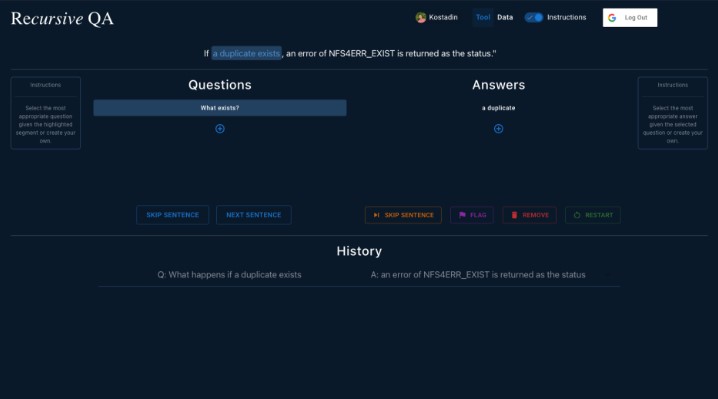 Recursive QA
Kostadin
Tool
Data
Instructions
Log Out
If a duplicate exists, an error of NFS4ERR_EXIST is returned as the status."
Instructions
Select the most
appropriate question
given the highlighted
segment or create your
own.
Questions
What exists?
Answers
a duplicate
Instructions
Select the most
appropriate answer
given the selected
question or create your
own.
SKIP SENTENCE
NEXT SENTENCE
SKIP SENTENCE
FLAG
REMOVE
RESTART
History
Q: What happens if a duplicate exists
A: an error of NFS4ERR_EXIST is returned as the status